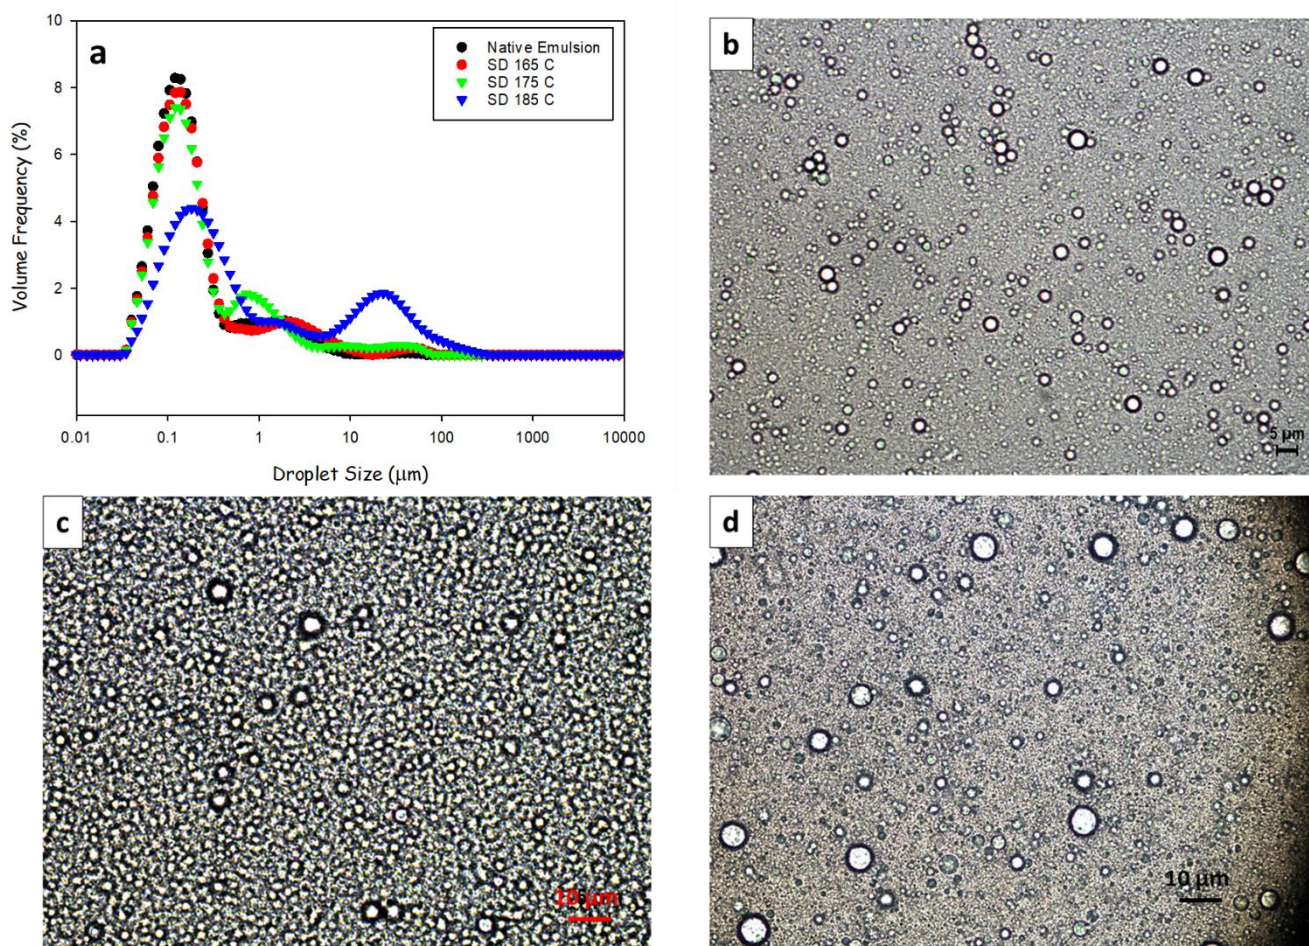 a
Native Emulsion
SD 165 C
SD 175 C
SD 185 C
Volume Frequency (%)
10
8
6
4
2
0
0.01 0.1 1 10 100 1000 10000
Droplet Size (µm)
b
5 µm
c
10 µm
d
10 µm